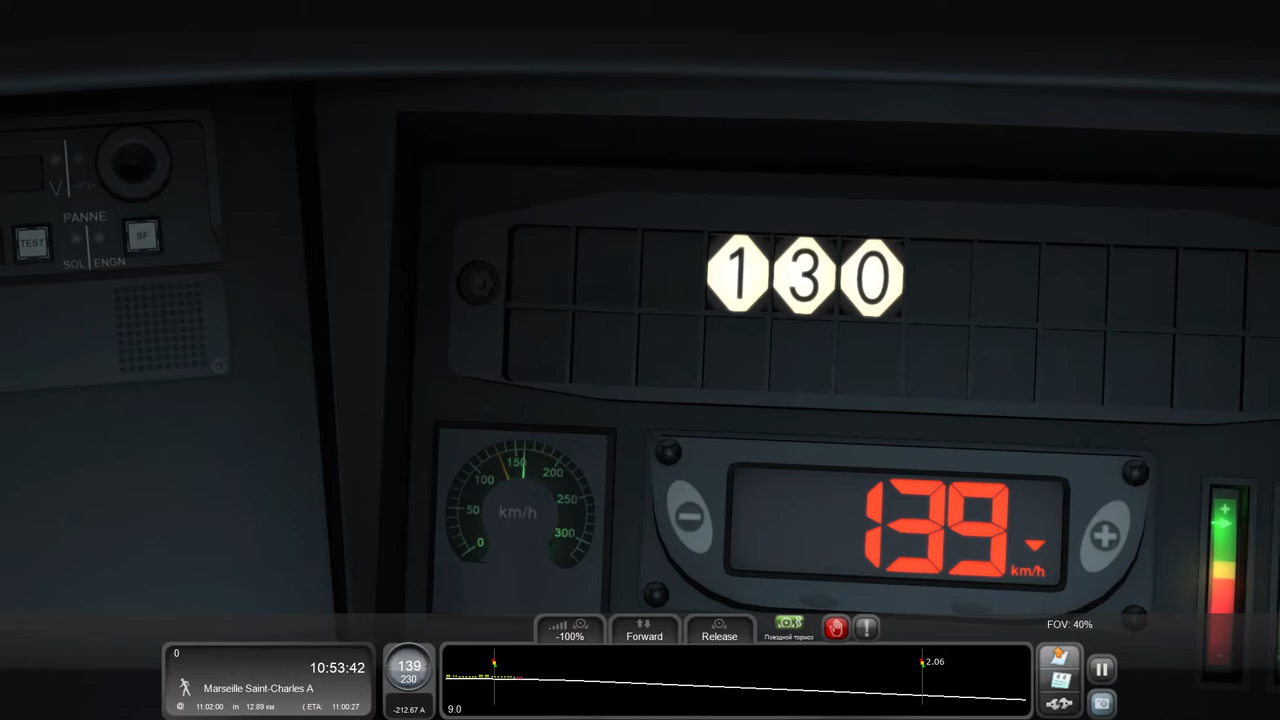 V
PANNE
TEST
SF
SOL
ENGN
130
0
50
100
150
200
250
300
km/h
139
km/h
-100%
Forward
Release
Поездной тормоз
FOV: 40%
0
10:53:42
Marseille Saint-Charles A
@ 11:02:00 in 12.89 км ( ETA: 11:00:27
139
230
-212.67 A
2.06
9.0